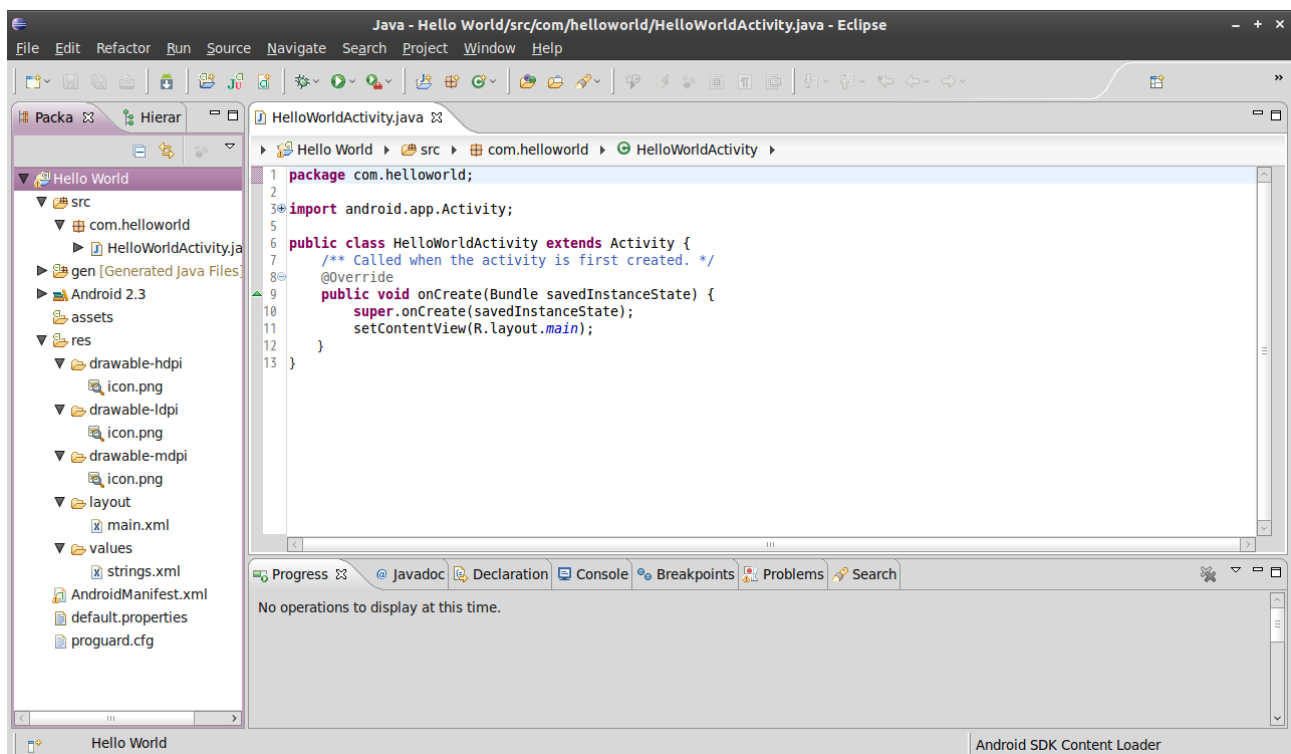 Java - Hello World/src/com/helloworld/HelloWorldActivity.java - Eclipse
File Edit Refactor Run Source Navigate Search Project Window Help
Packa Hierar
Hello World
src
com.helloworld
HelloWorldActivity.ja
gen [Generated Java Files]
Android 2.3
assets
res
drawable-hdpi
icon.png
drawable-ldpi
icon.png
drawable-mdpi
icon.png
layout
main.xml
values
strings.xml
AndroidManifest.xml
default.properties
proguard.cfg
HelloWorldActivity.java
Hello World src com.helloworld HelloWorldActivity
1 package com.helloworld;
2
3 import android.app.Activity;
5
6 public class HelloWorldActivity extends Activity {
7 /** Called when the activity is first created. */
8 @Override
9 public void onCreate(Bundle savedInstanceState) {
10 super.onCreate(savedInstanceState);
11 setContentView(R.layout.main);
12 }
13 }
Progress @ Javadoc Declaration Console Breakpoints Problems Search
No operations to display at this time.
Hello World Android SDK Content Loader